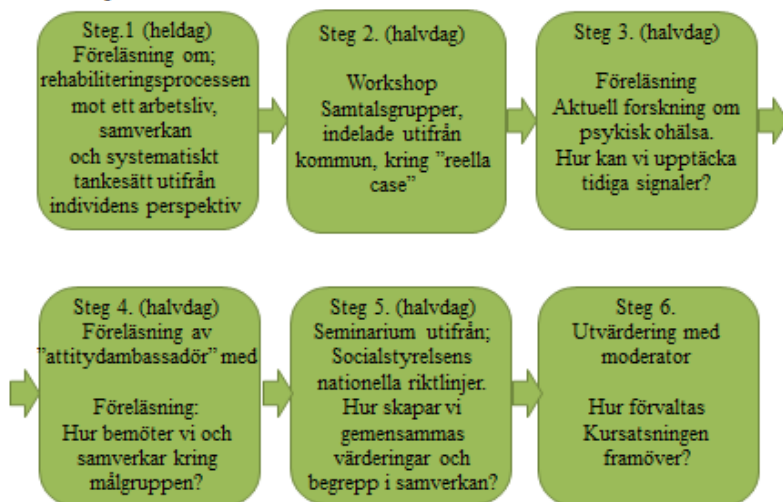 Steg.1 (heldag)
Föreläsning om;
rehabiliteringsprocessen
mot ett arbetsliv,
samverkan
och systematiskt
tankesätt utifrån
individens perspektiv
Steg 2. (halvdag)
Workshop
Samtalsgrupper,
indelade utifrån
kommun, kring ”reella
case”
Steg 3. (halvdag)
Föreläsning
Aktuell forskning om
psykisk ohälsa.
Hur kan vi upptäcka
tidiga signaler?
Steg 4. (halvdag)
Föreläsning av
”attitydambassadör” med
Föreläsning:
Hur bemöter vi och
samverkar kring
målgruppen?
Steg 5. (halvdag)
Seminarium utifrån;
Socialstyrelsens
nationella riktlinjer.
Hur skapar vi
gemensammas
värderingar och
begrepp i samverkan?
Steg 6.
Utvärdering med
moderator
Hur förvaltas
Kursatsningen
framöver?